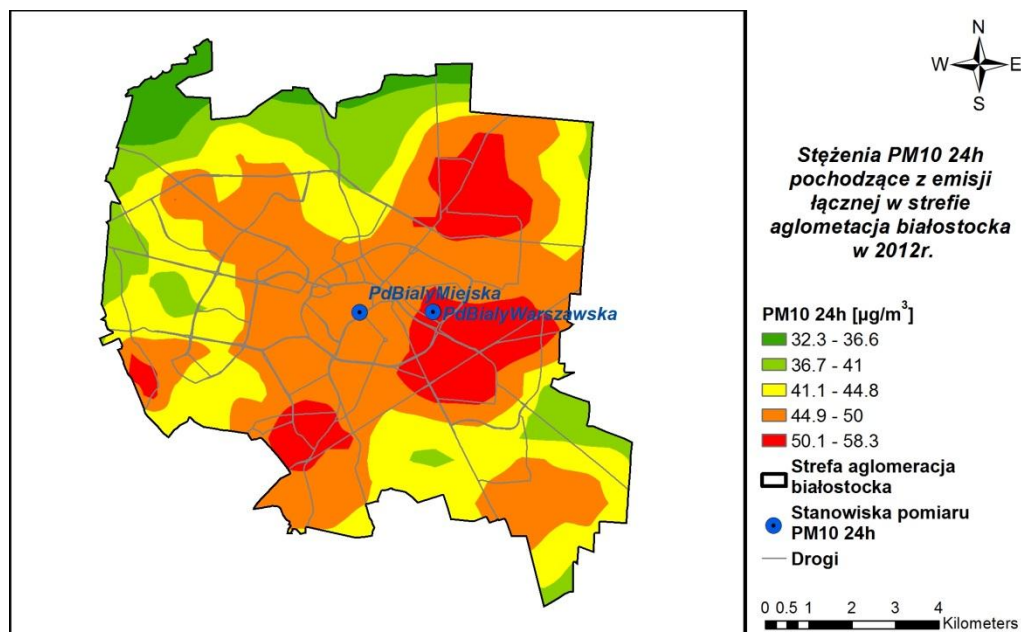 PdBialyMiejska
PdBialyWarszawska
N
W E
S
Stężenia PM10 24h
pochodzące z emisji
łącznej w strefie
aglometacja białostocka
w 2012r.
PM10 24h [µg/m³]
32.3 - 36.6
36.7 - 41
41.1 - 44.8
44.9 - 50
50.1 - 58.3
Strefa aglomeracja
białostocka
Stanowiska pomiaru
PM10 24h
Drogi
0 0.5 1 2 3 4
Kilometers